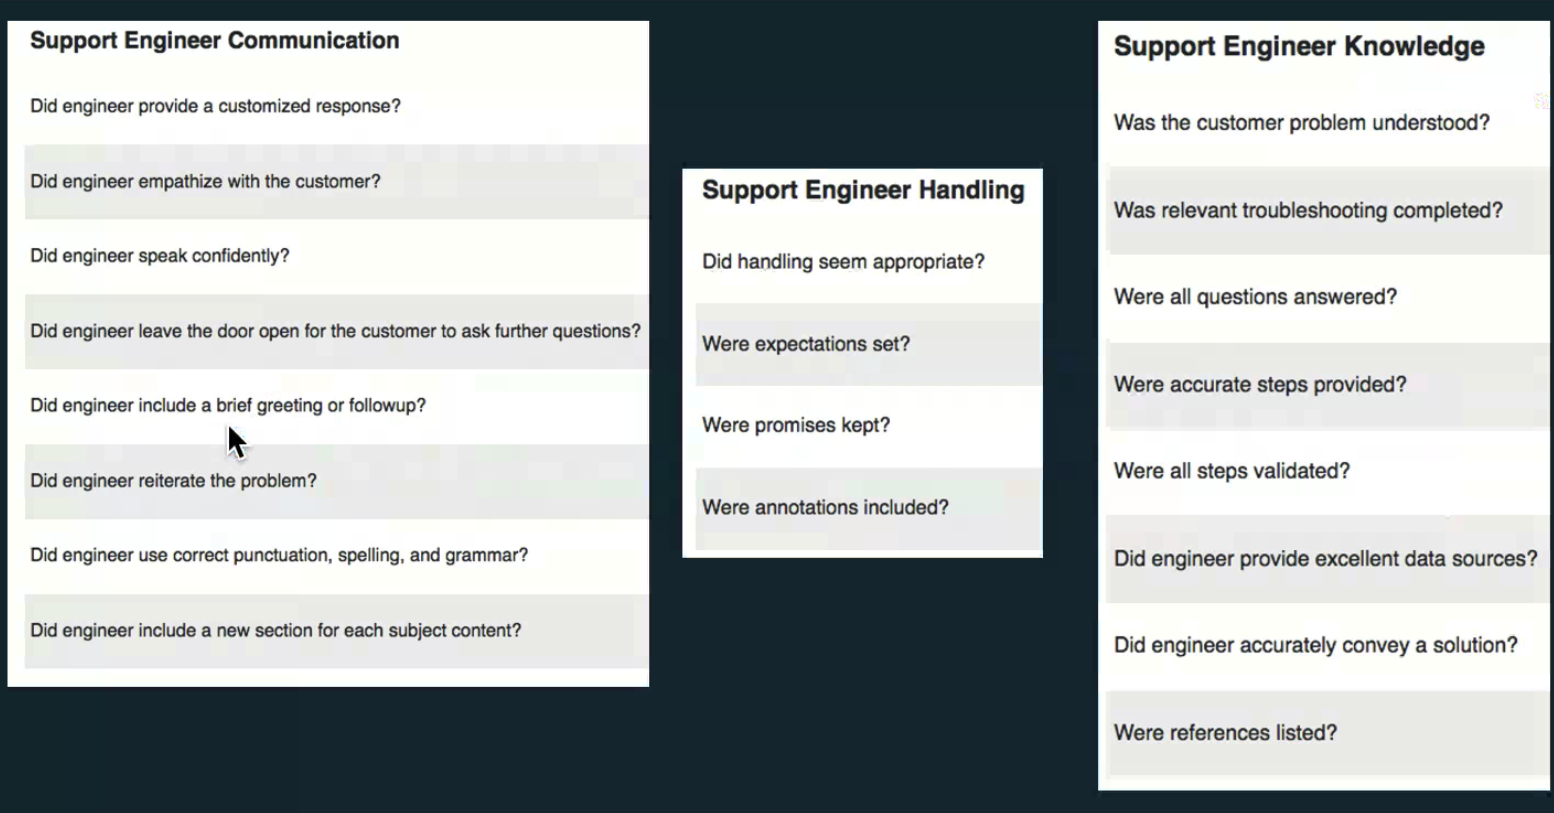 Support Engineer Communication
Did engineer provide a customized response?
Did engineer empathize with the customer?
Did engineer speak confidently?
Did engineer leave the door open for the customer to ask further questions?
Did engineer include a brief greeting or followup?
Did engineer reiterate the problem?
Did engineer use correct punctuation, spelling, and grammar?
Did engineer include a new section for each subject content?
Support Engineer Handling
Did handling seem appropriate?
Were expectations set?
Were promises kept?
Were annotations included?
Support Engineer Knowledge
Was the customer problem understood?
Was relevant troubleshooting completed?
Were all questions answered?
Were accurate steps provided?
Were all steps validated?
Did engineer provide excellent data sources?
Did engineer accurately convey a solution?
Were references listed?